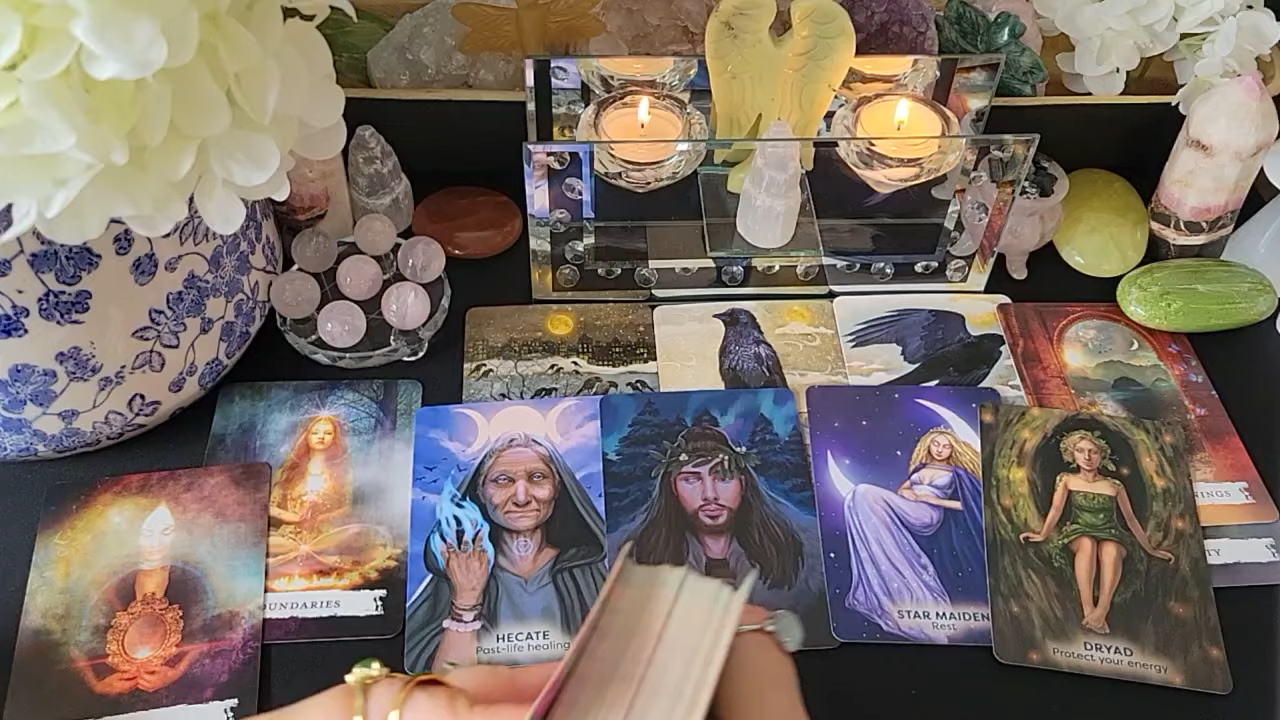 UNDARIES
HECATE
Past-life healing
STAR MAIDEN
Rest
DRYAD
Protect your energy
NINGS
TY